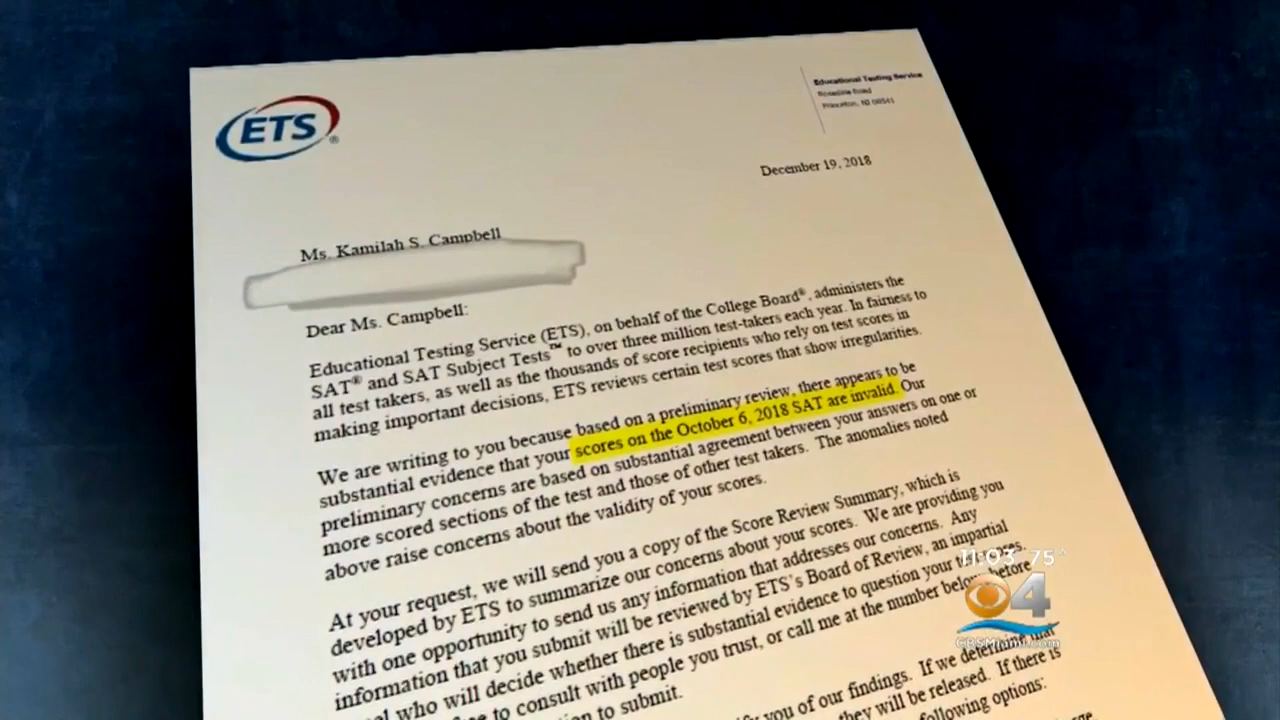 ETS®
Educational Testing Service
Rosedale Road
Princeton, NJ 08541
December 19, 2018
Ms. Kamilah S. Campbell
Dear Ms. Campbell:
Educational Testing Service (ETS), on behalf of the College Board®, administers the
SAT® and SAT Subject Tests™ to over three million test-takers each year. In fairness to
all test takers, as well as the thousands of score recipients who rely on test scores in
making important decisions, ETS reviews certain test scores that show irregularities.
We are writing to you because based on a preliminary review, there appears to be
substantial evidence that your scores on the October 6, 2018 SAT are invalid. Our
preliminary concerns are based on substantial agreement between your answers on one or
more scored sections of the test and those of other test takers. The anomalies noted
above raise concerns about the validity of your scores.
At your request, we will send you a copy of the Score Review Summary, which is
developed by ETS to summarize our concerns about your scores. We are providing you
with one opportunity to send us any information that addresses our concerns. Any
information that you submit will be reviewed by ETS's Board of Review, an impartial
who will decide whether there is substantial evidence to question your
to consult with people you trust, or call me at the number below before
to submit.
you of our findings. If we determine that
they will be released. If there is
following options:
11:03 75°
4
CBSMiami.com